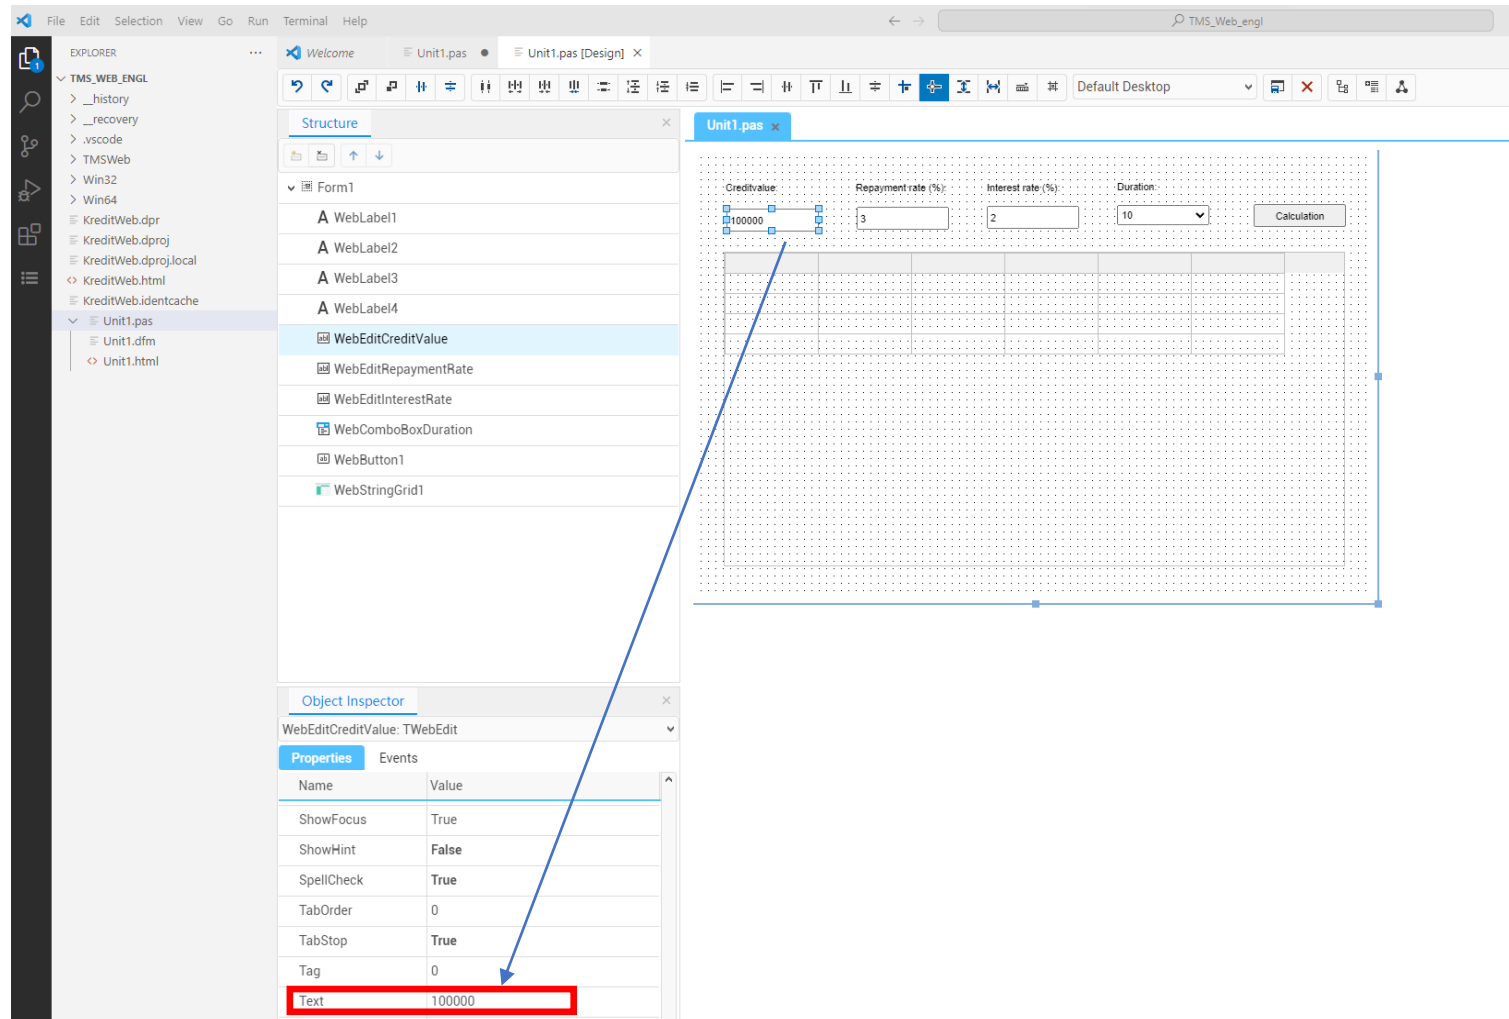 File Edit Selection View Go Run Terminal Help
TMS_Web_engl
EXPLORER
Welcome
Unit1.pas
Unit1.pas [Design]
TMS_WEB_ENGL
__history
__recovery
.vscode
TMSWeb
Win32
Win64
KreditWeb.dpr
KreditWeb.dproj
KreditWeb.dproj.local
KreditWeb.html
KreditWeb.identcache
Unit1.pas
Unit1.dfm
Unit1.html
1
Default Desktop
Structure
Form1
WebLabel1
WebLabel2
WebLabel3
WebLabel4
WebEditCreditValue
WebEditRepaymentRate
WebEditInterestRate
WebComboBoxDuration
WebButton1
WebStringGrid1
Unit1.pas
Creditvalue: Repayment rate (%): Interest rate (%): Duration:
100000 3 2 10 Calculation
Object Inspector
WebEditCreditValue: TWebEdit
Properties Events
Name Value
ShowFocus True
ShowHint False
SpellCheck True
TabOrder 0
TabStop True
Tag 0
Text 100000